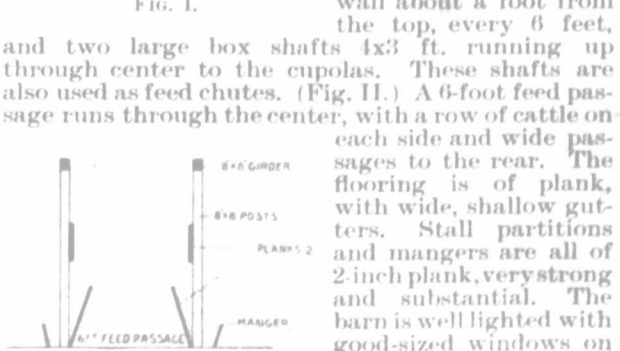 FIG. I.
wall about a foot from
the top, every 6 feet,
and two large box shafts 4x3 ft. running up
through center to the cupolas. These shafts are
also used as feed chutes. (Fig. II.) A 6-foot feed pas-
sage runs through the center, with a row of cattle on
each side and wide pas-
sages to the rear. The
flooring is of plank,
with wide, shallow gut-
ters. Stall partitions
and mangers are all of
2-inch plank, very strong
and substantial. The
barn is well lighted with
good-sized windows on
8"×8" GIRDER
8"×8 POSTS
PLANKS 2
MANGER
6 FT FEED PASSAGE